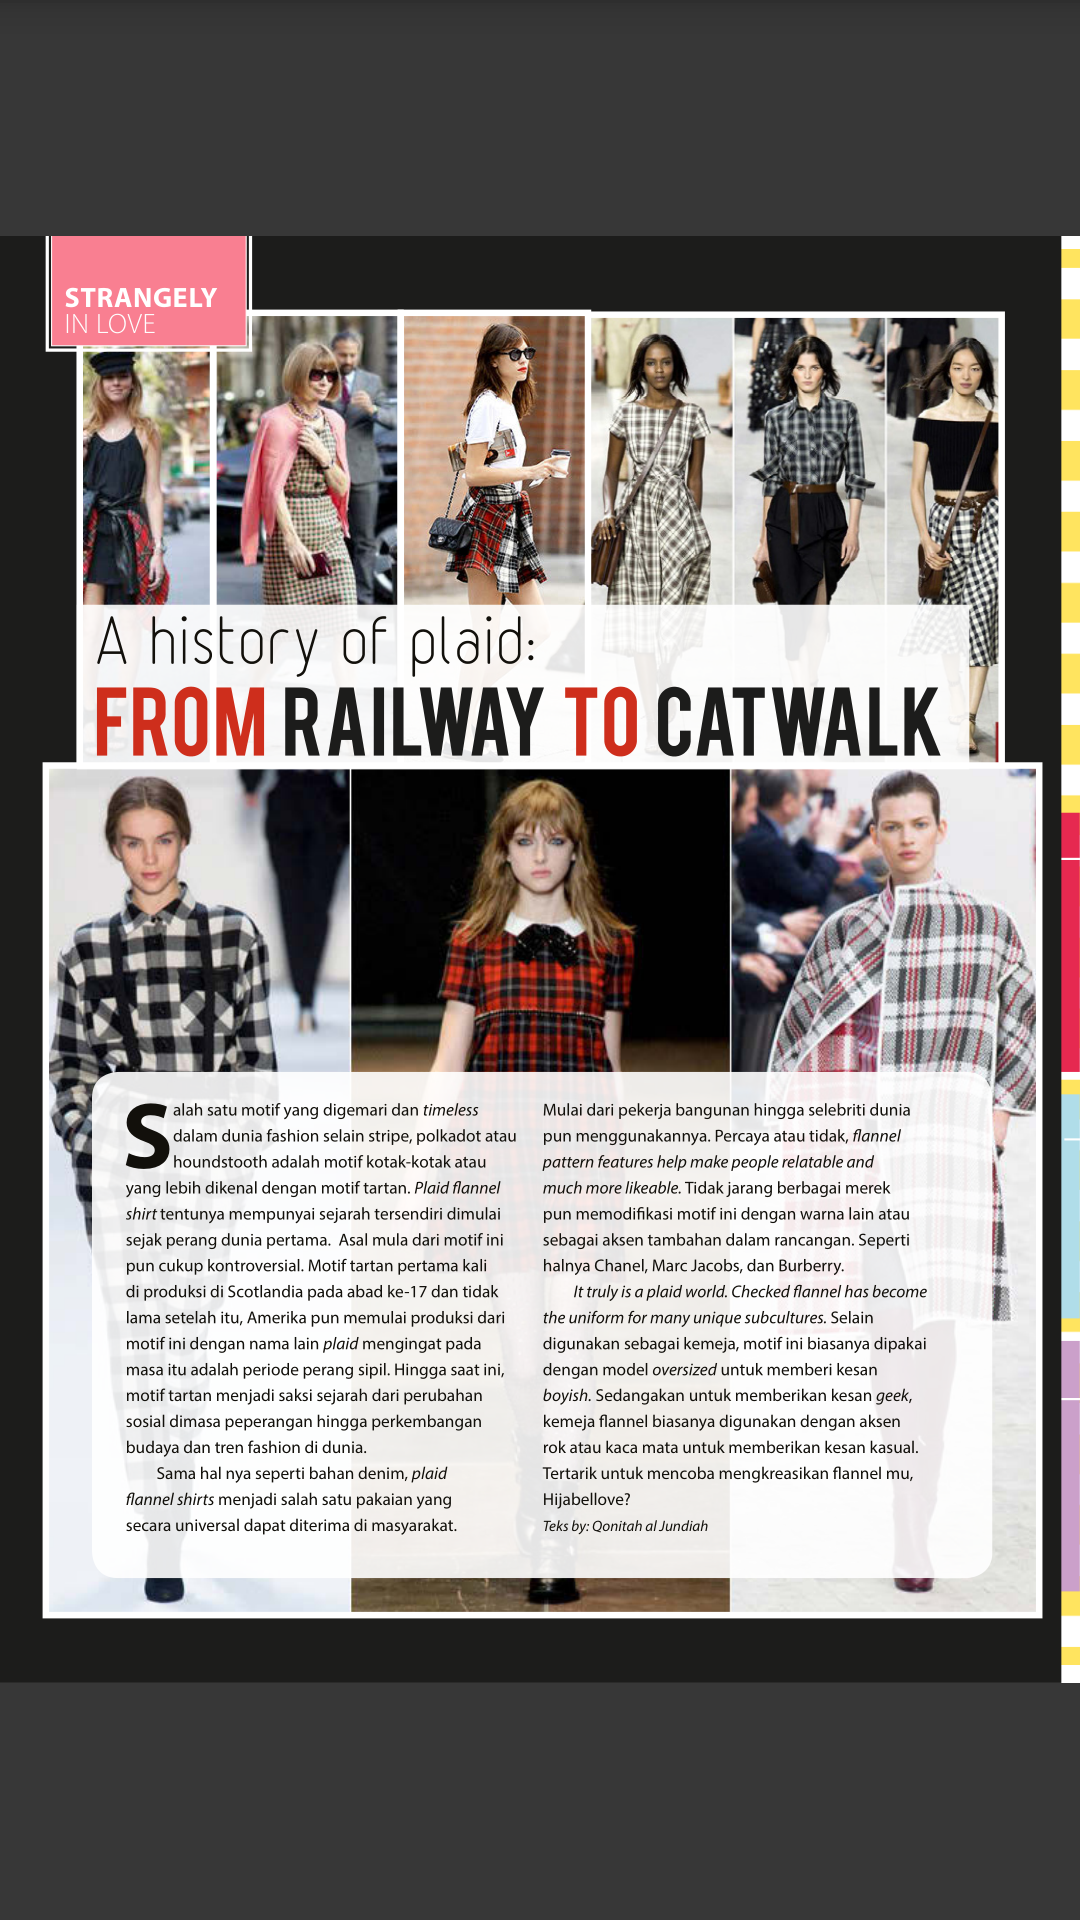 STRANGELY
IN LOVE
A history of plaid:
FROM RAILWAY TO CATWALK
Salah satu motif yang digemari dan timeless
dalam dunia fashion selain stripe, polkadot atau
houndstooth adalah motif kotak-kotak atau
yang lebih dikenal dengan motif tartan. Plaid flannel
shirt tentunya mempunyai sejarah tersendiri dimulai
sejak perang dunia pertama.  Asal mula dari motif ini
pun cukup kontroversial. Motif tartan pertama kali
di produksi di Scotlandia pada abad ke-17 dan tidak
lama setelah itu, Amerika pun memulai produksi dari
motif ini dengan nama lain plaid mengingat pada
masa itu adalah periode perang sipil. Hingga saat ini,
motif tartan menjadi saksi sejarah dari perubahan
sosial dimasa peperangan hingga perkembangan
budaya dan tren fashion di dunia.
Sama hal nya seperti bahan denim, plaid
flannel shirts menjadi salah satu pakaian yang
secara universal dapat diterima di masyarakat.
Mulai dari pekerja bangunan hingga selebriti dunia
pun menggunakannya. Percaya atau tidak, flannel
pattern features help make people relatable and
much more likeable. Tidak jarang berbagai merek
pun memodifikasi motif ini dengan warna lain atau
sebagai aksen tambahan dalam rancangan. Seperti
halnya Chanel, Marc Jacobs, dan Burberry.
It truly is a plaid world. Checked flannel has become
the uniform for many unique subcultures. Selain
digunakan sebagai kemeja, motif ini biasanya dipakai
dengan model oversized untuk memberi kesan
boyish. Sedangakan untuk memberikan kesan geek,
kemeja flannel biasanya digunakan dengan aksen
rok atau kaca mata untuk memberikan kesan kasual.
Tertarik untuk mencoba mengkreasikan flannel mu,
Hijabellove?
Teks by: Qonitah al Jundiah